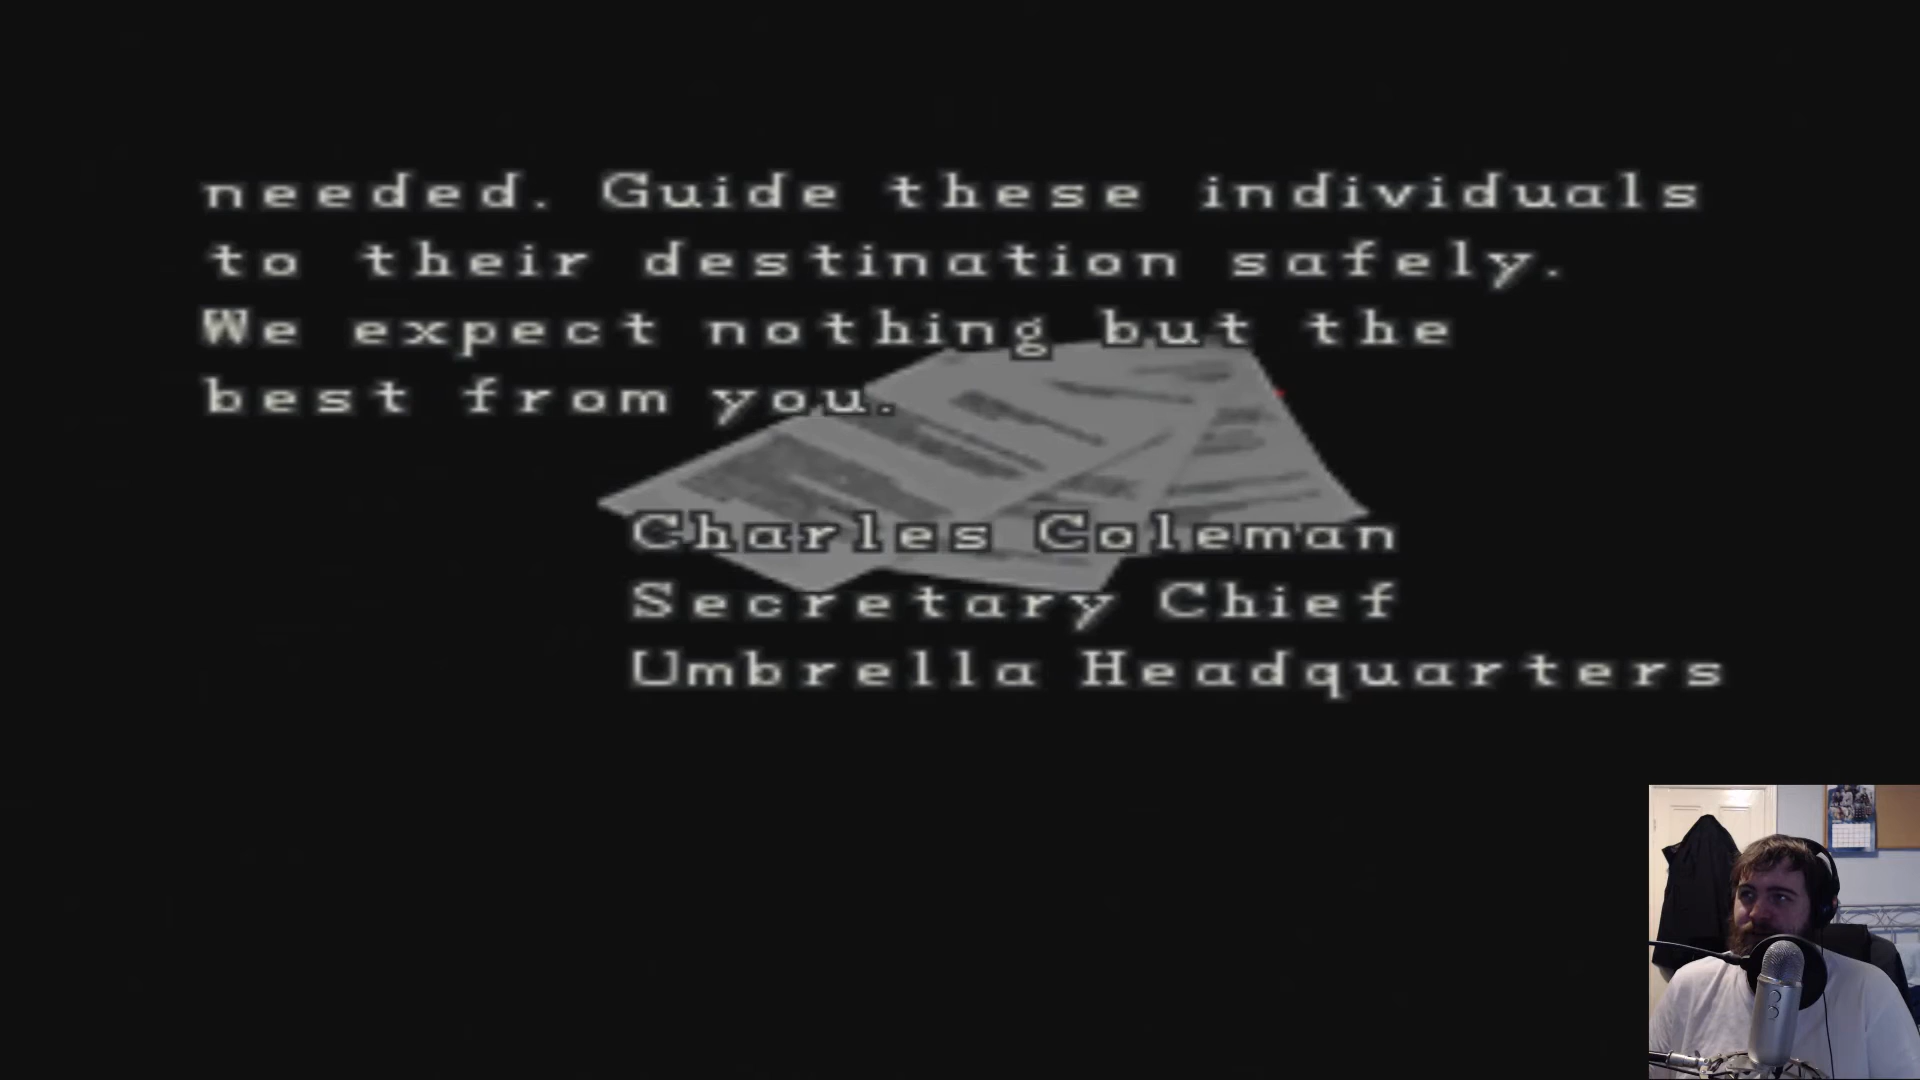 needed. Guide these individuals
to their destination safely.
We expect nothing but the
best from you.
Charles Coleman
Secretary Chief
Umbrella Headquarters